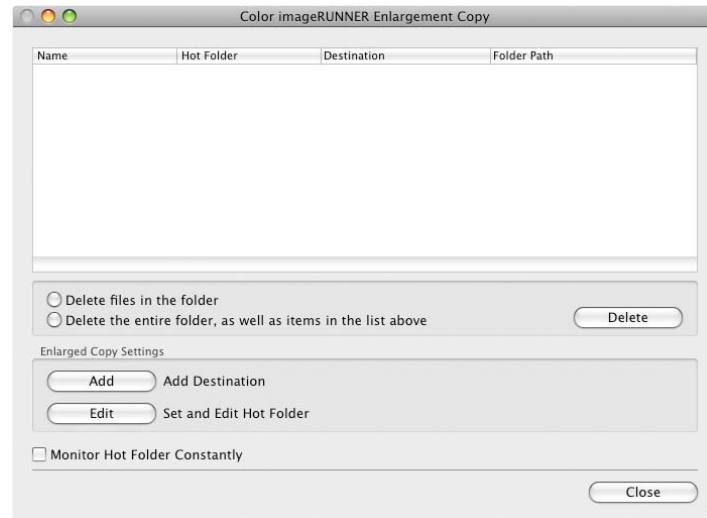 Color imageRUNNER Enlargement Copy
Name Hot Folder Destination Folder Path
Delete files in the folder
Delete the entire folder, as well as items in the list above
Delete
Enlarged Copy Settings
Add Add Destination
Edit Set and Edit Hot Folder
Monitor Hot Folder Constantly
Close